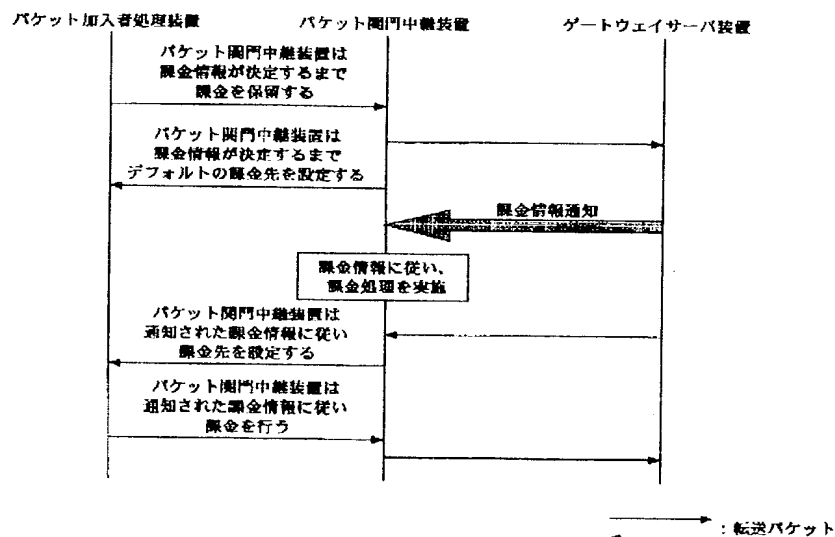 パケット加入者処理装置
パケット関門中継装置
ゲートウェイサーバ装置
パケット関門中継装置は
課金情報が決定するまで
課金を保留する
パケット関門中継装置は
課金情報が決定するまで
デフォルトの課金先を設定する
課金情報通知
課金情報に従い、
課金処理を実施
パケット関門中継装置は
通知された課金情報に従い
課金先を設定する
パケット関門中継装置は
通知された課金情報に従い
課金を行う
：転送パケット